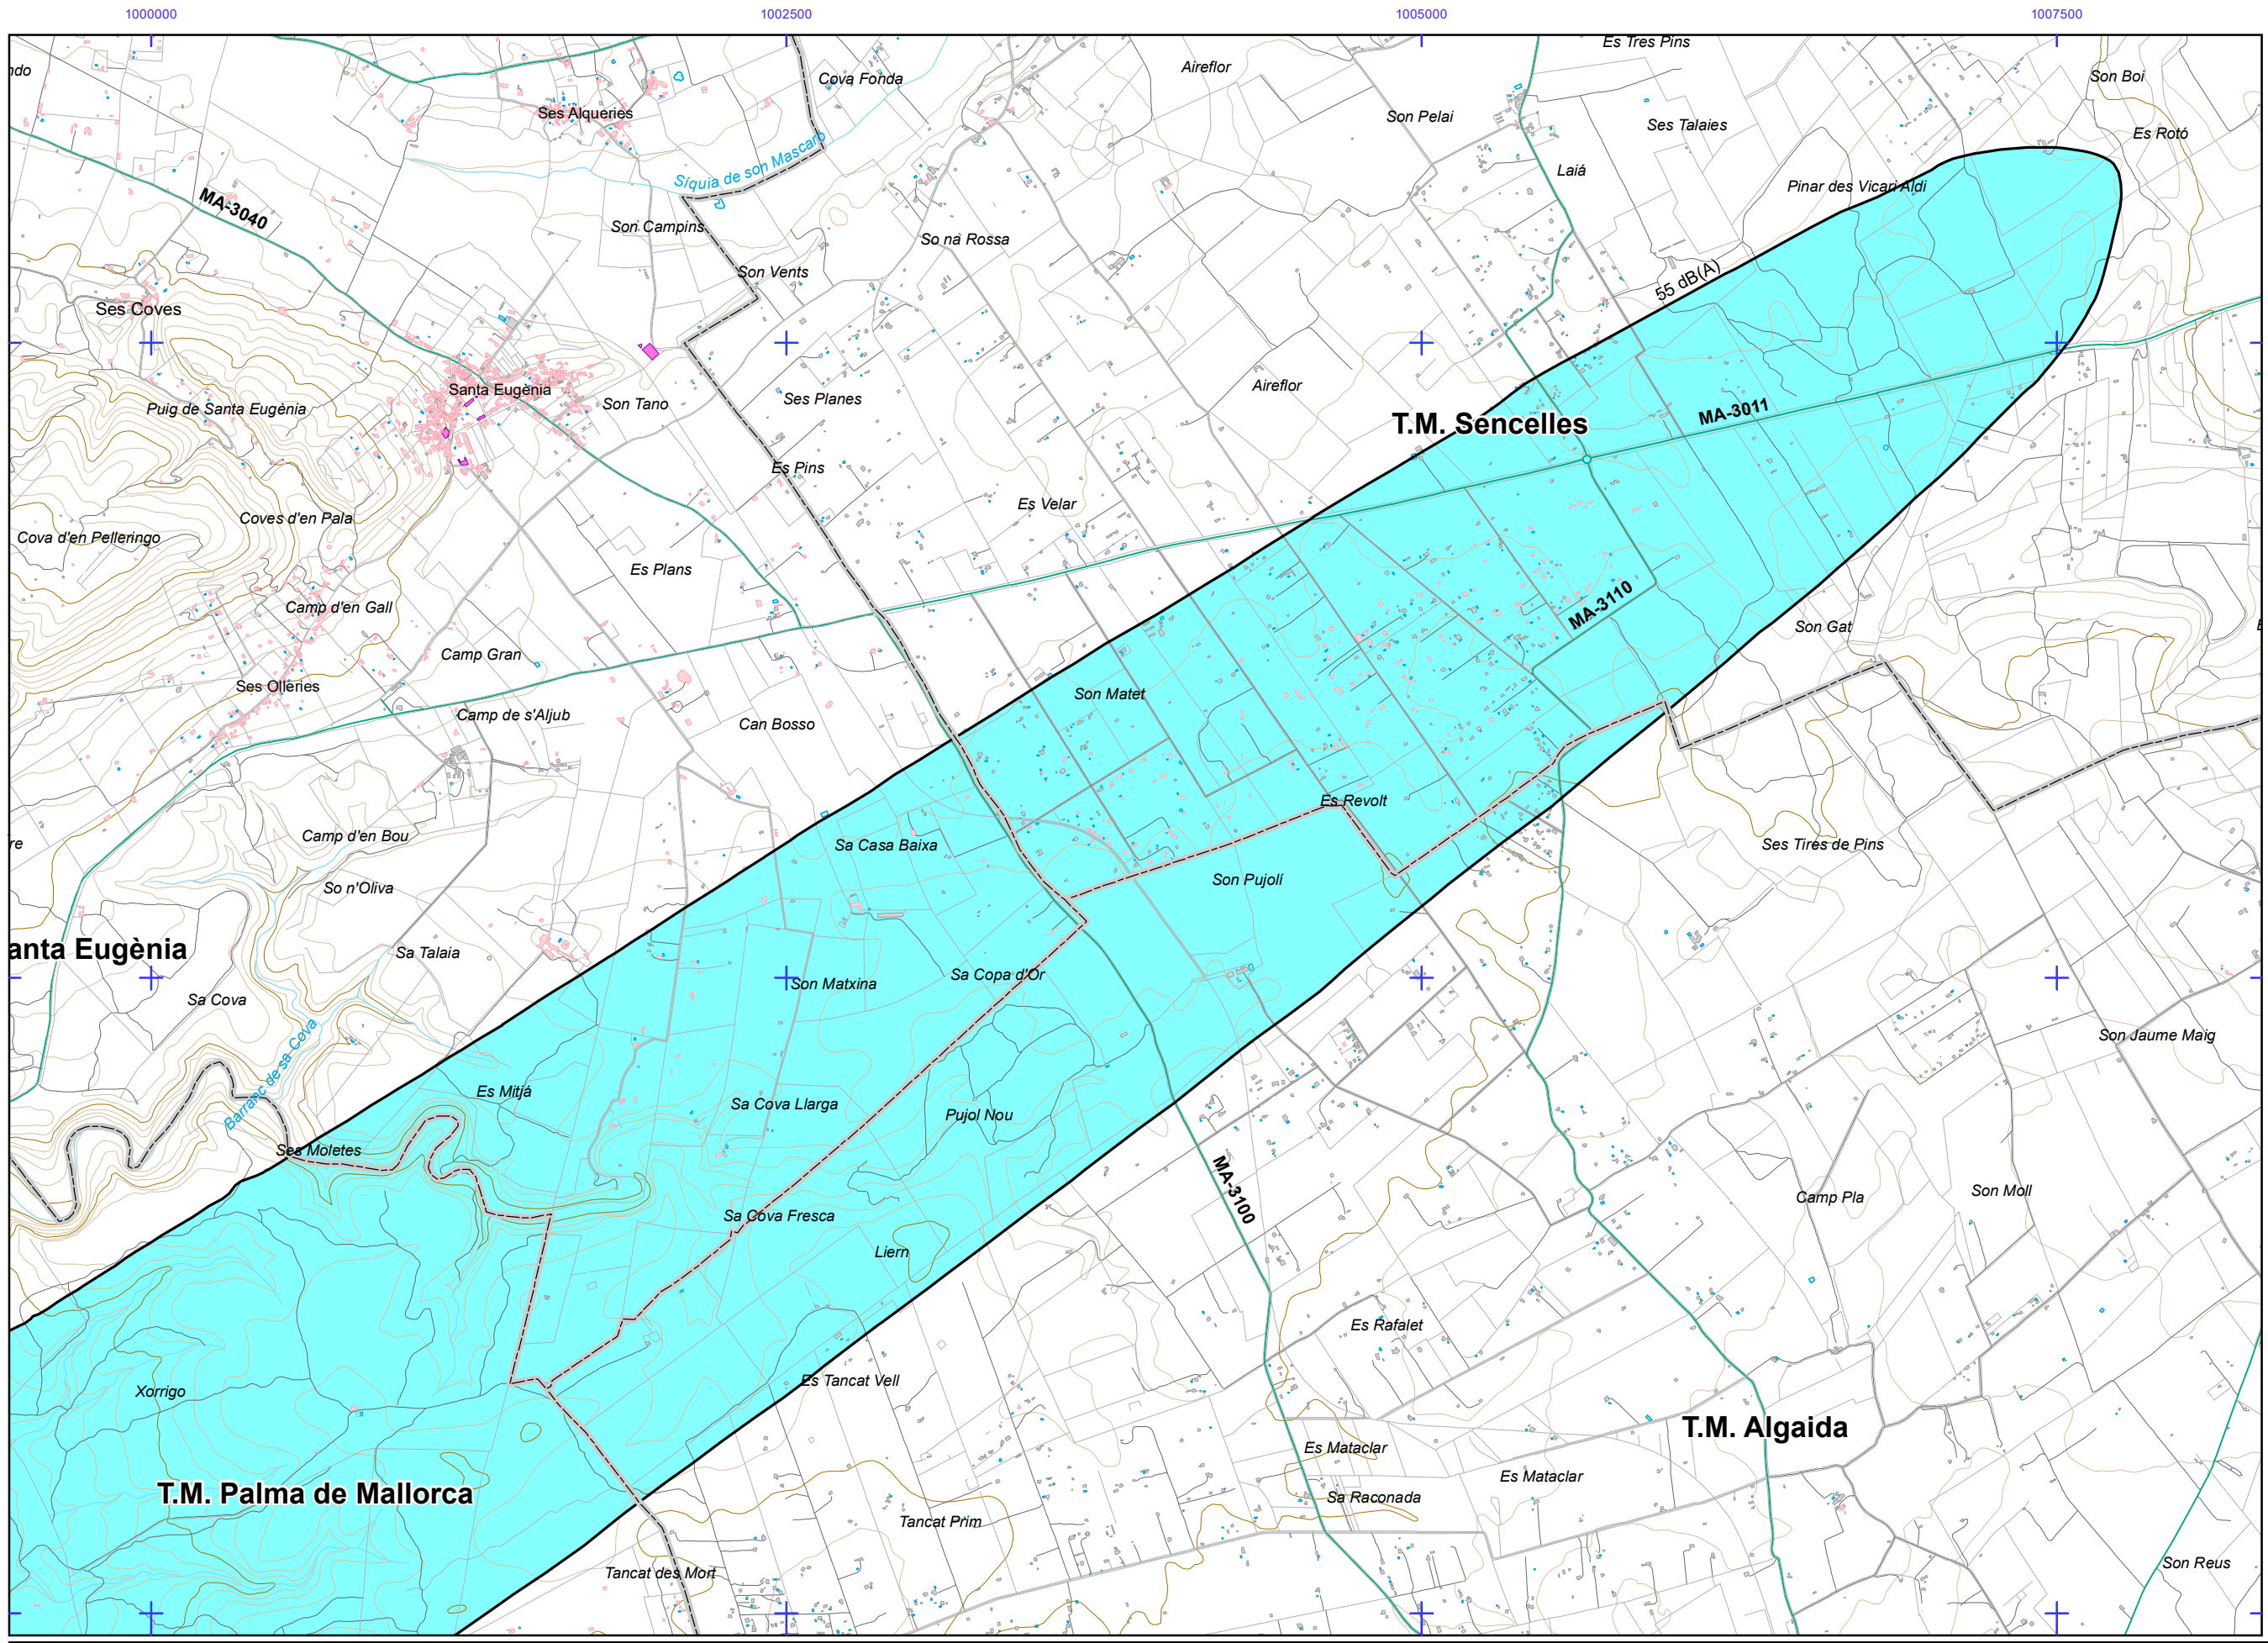 1000000 1002500 1005000 1007500
Es Tres Pins
ndo
Cova Fonda
Aireflor
Son Boi
Ses Alqueries
Son Pelai
Ses Talaies
Es Rotó
Síquia de son Mascaró
Laiá
Pinar des Vicari Aldi
MA-3040
Son Campins
So na Rossa
Son Vents
55 dB(A)
Ses Coves
Santa Eugènia
Aireflor
Puig de Santa Eugènia
Son Tano
Ses Planes
T.M. Sencelles
MA-3011
Es Pins
Es Velar
Coves d'en Pala
Cova d'en Pelleringo
Es Plans
Camp d'en Gall
MA-3110
Son Gat
Camp Gran
Ses Olleries
Son Matet
Camp de s'Aljub
Can Bosso
Es Revolt
Camp d'en Bou
re
Sa Casa Baixa
Ses Tires de Pins
So n'Oliva
Son Pujolí
anta Eugènia
Sa Talaia
Sa Copa d'Or
Son Matxina
Sa Cova
Son Jaume Maig
Barranc de sa Cova
Es Mitjá
Sa Cova Llarga
Pujol Nou
Ses Moletes
MA-3100
Son Moll
Camp Pla
Sa Cova Fresca
Liern
Es Rafalet
Es Tancat Vell
Xorrigo
T.M. Algaida
Es Mataclar
Es Mataclar
T.M. Palma de Mallorca
Sa Raconada
Tancat Prim
Son Reus
Tancat des Mort